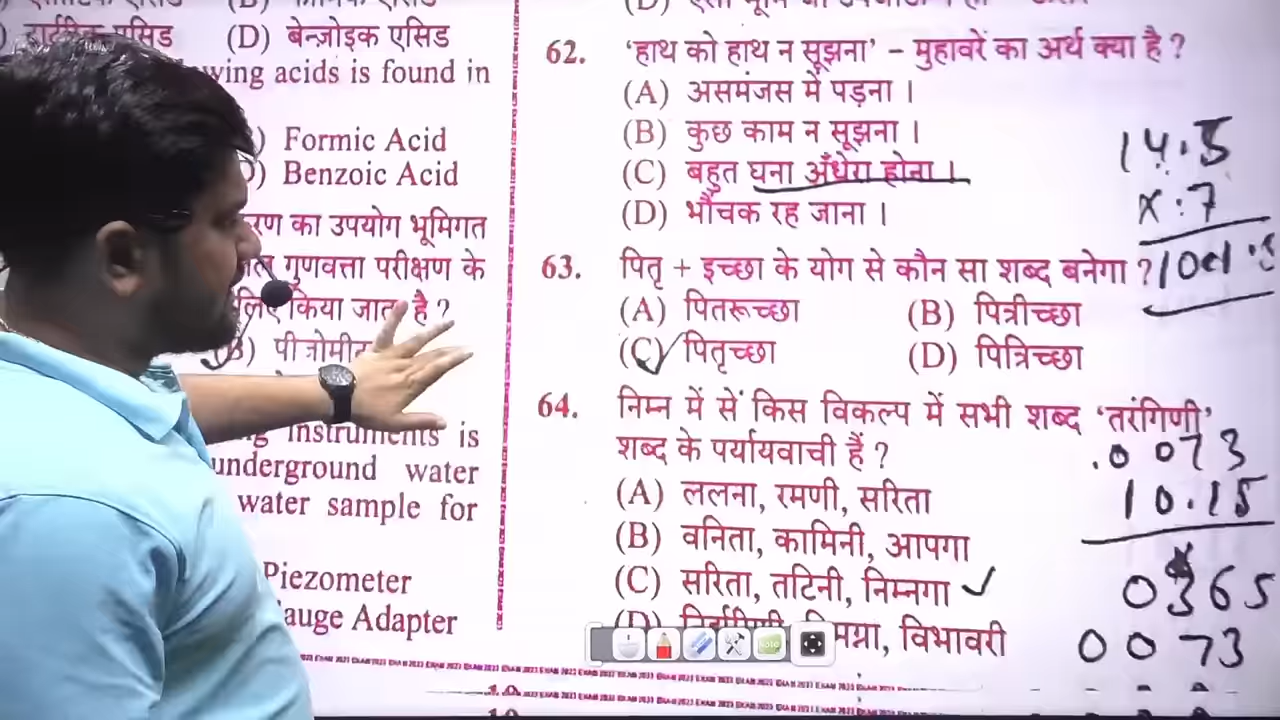 (D) बेन्ज़ोइक एसिड
wing acids is found in
Formic Acid
Benzoic Acid
का उपयोग भूमिगत
गुणवत्ता परीक्षण के
लिए किया जाता है ?
(B)
instruments is
underground water
water sample for
Piezometer
auge Adapter
62. 'हाथ को हाथ न सूझना' – मुहावरें का अर्थ क्या है ?
(A) असमंजस में पड़ना ।
(B) कुछ काम न सूझना ।
(C) बहुत घना अँधेरा होना ।
(D) भौंचक रह जाना ।
63. पितृ + इच्छा के योग से कौन सा शब्द बनेगा ?
(A) पितरूच्छा (B) पित्रीच्छा
(C) पितृच्छा (D) पित्रिच्छा
64. निम्न में सें किस विकल्प में सभी शब्द 'तरंगिणी'
शब्द के पर्यायवाची हैं ?
(A) ललना, रमणी, सरिता
(B) वनिता, कामिनी, आपगा
(C) सरिता, तटिनी, निम्नगा
विभावरी
14.5
x .7
.0073
10.15
0365
0073